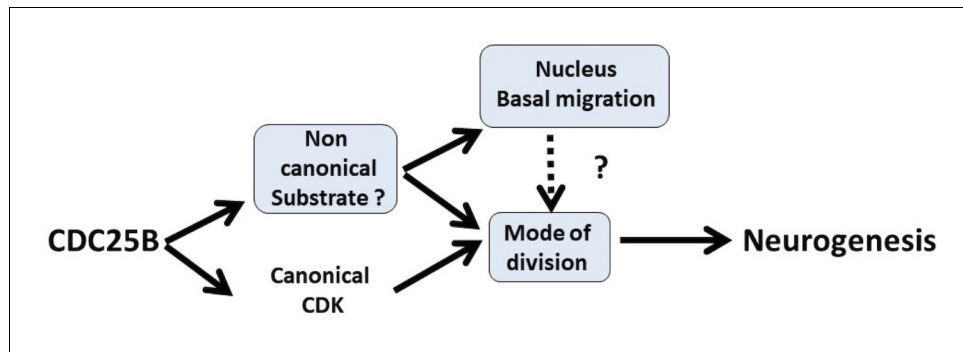 Nucleus
Basal migration
Non
canonical
Substrate ?
?
CDC25B
Mode of
division
Neurogenesis
Canonical
CDK